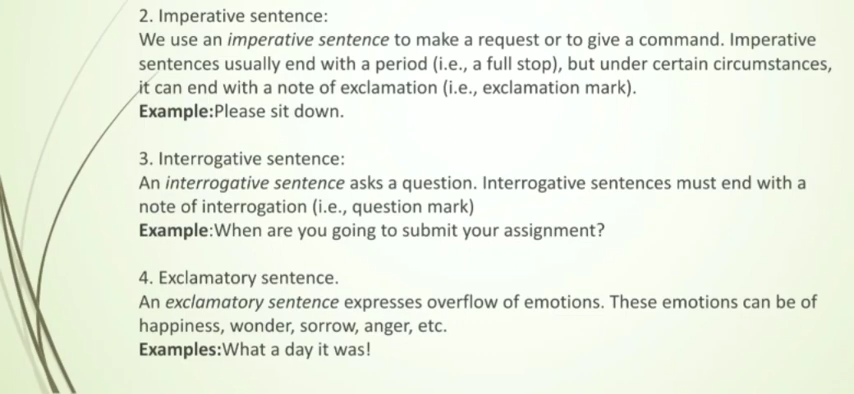 2. Imperative sentence:
We use an imperative sentence to make a request or to give a command. Imperative
sentences usually end with a period (i.e., a full stop), but under certain circumstances,
it can end with a note of exclamation (i.e., exclamation mark).
Example:Please sit down.
3. Interrogative sentence:
An interrogative sentence asks a question. Interrogative sentences must end with a
note of interrogation (i.e., question mark)
Example:When are you going to submit your assignment?
4. Exclamatory sentence.
An exclamatory sentence expresses overflow of emotions. These emotions can be of
happiness, wonder, sorrow, anger, etc.
Examples:What a day it was!